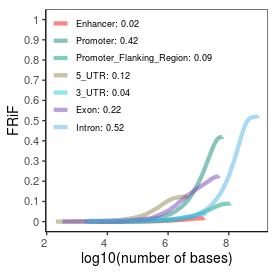 Enhancer: 0.02
Promoter: 0.42
Promoter_Flanking_Region: 0.09
5_UTR: 0.12
3_UTR: 0.04
Exon: 0.22
Intron: 0.52
FRiF
1
0.9
0.8
0.7
0.6
0.5
0.4
0.3
0.2
0.1
0
2
4
6
8
log10(number of bases)